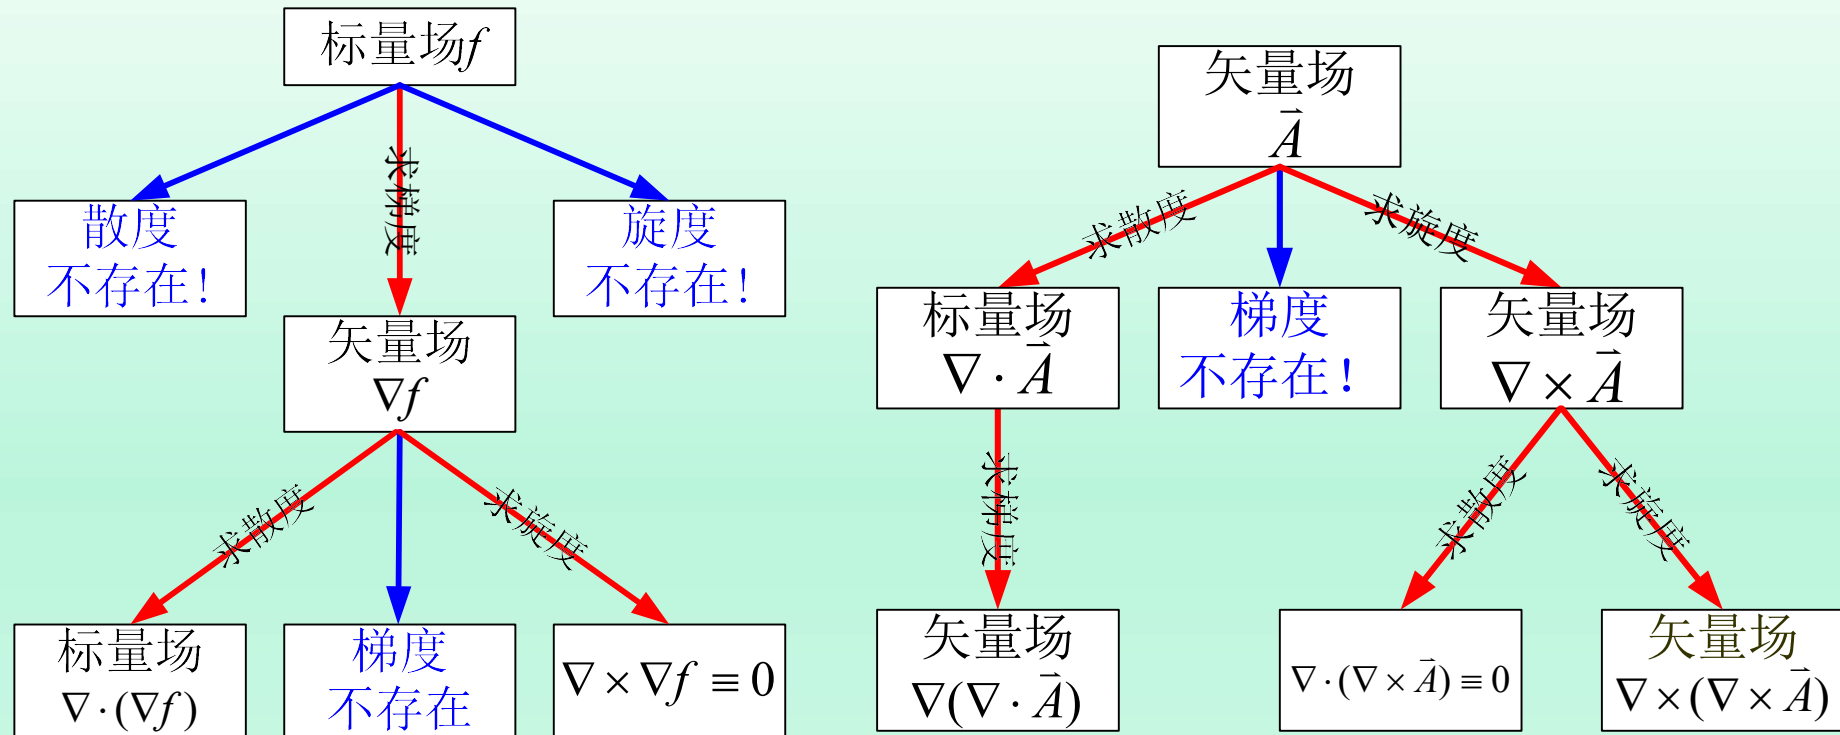 标量场f
求梯度
散度
不存在!
旋度
不存在!
矢量场
∇f
求散度
求旋度
标量场
∇·(∇f)
梯度
不存在
∇×∇f ≡ 0
矢量场
A⃗
求散度
求旋度
标量场
∇·A⃗
梯度
不存在!
矢量场
∇×A⃗
求梯度
求散度
求旋度
矢量场
∇(∇·A⃗)
∇·(∇×A⃗) ≡ 0
矢量场
∇×(∇×A⃗)